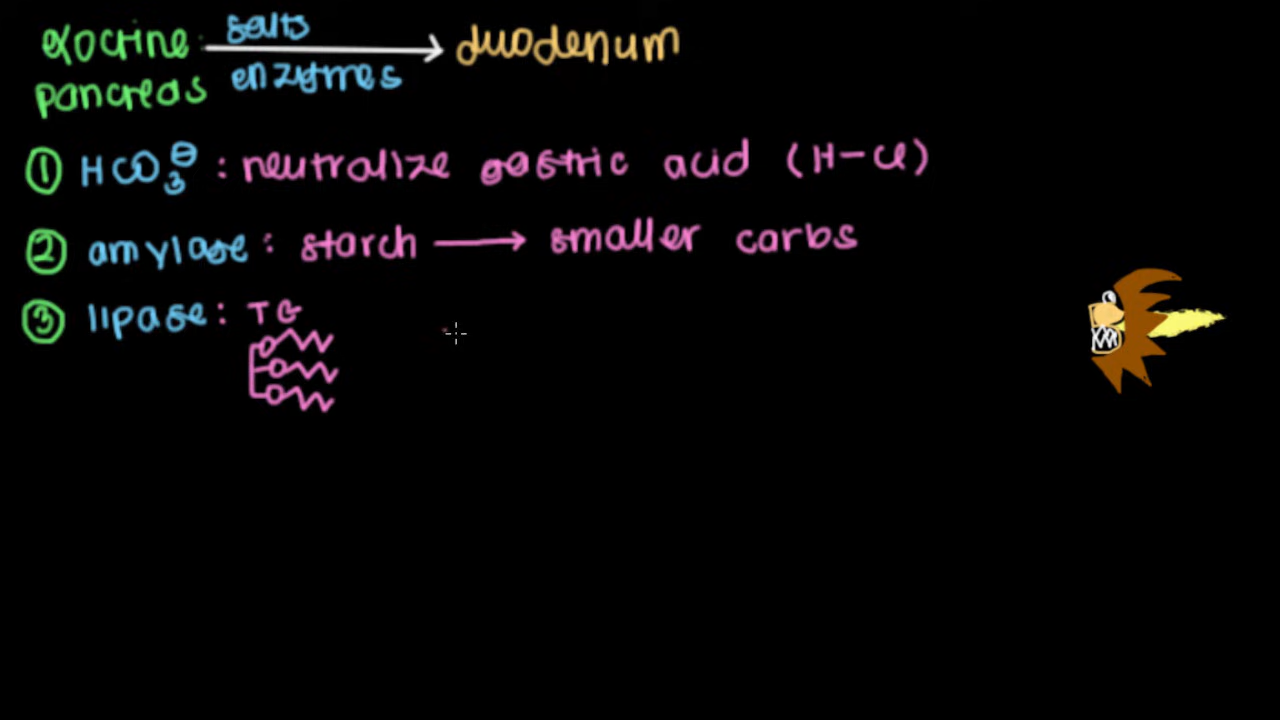 exocrine salts → duodenum
pancreas enzymes
① HCO₃⊖ : neutralize gastric acid (H-Cl)
② amylase : starch → smaller carbs
③ lipase : TG